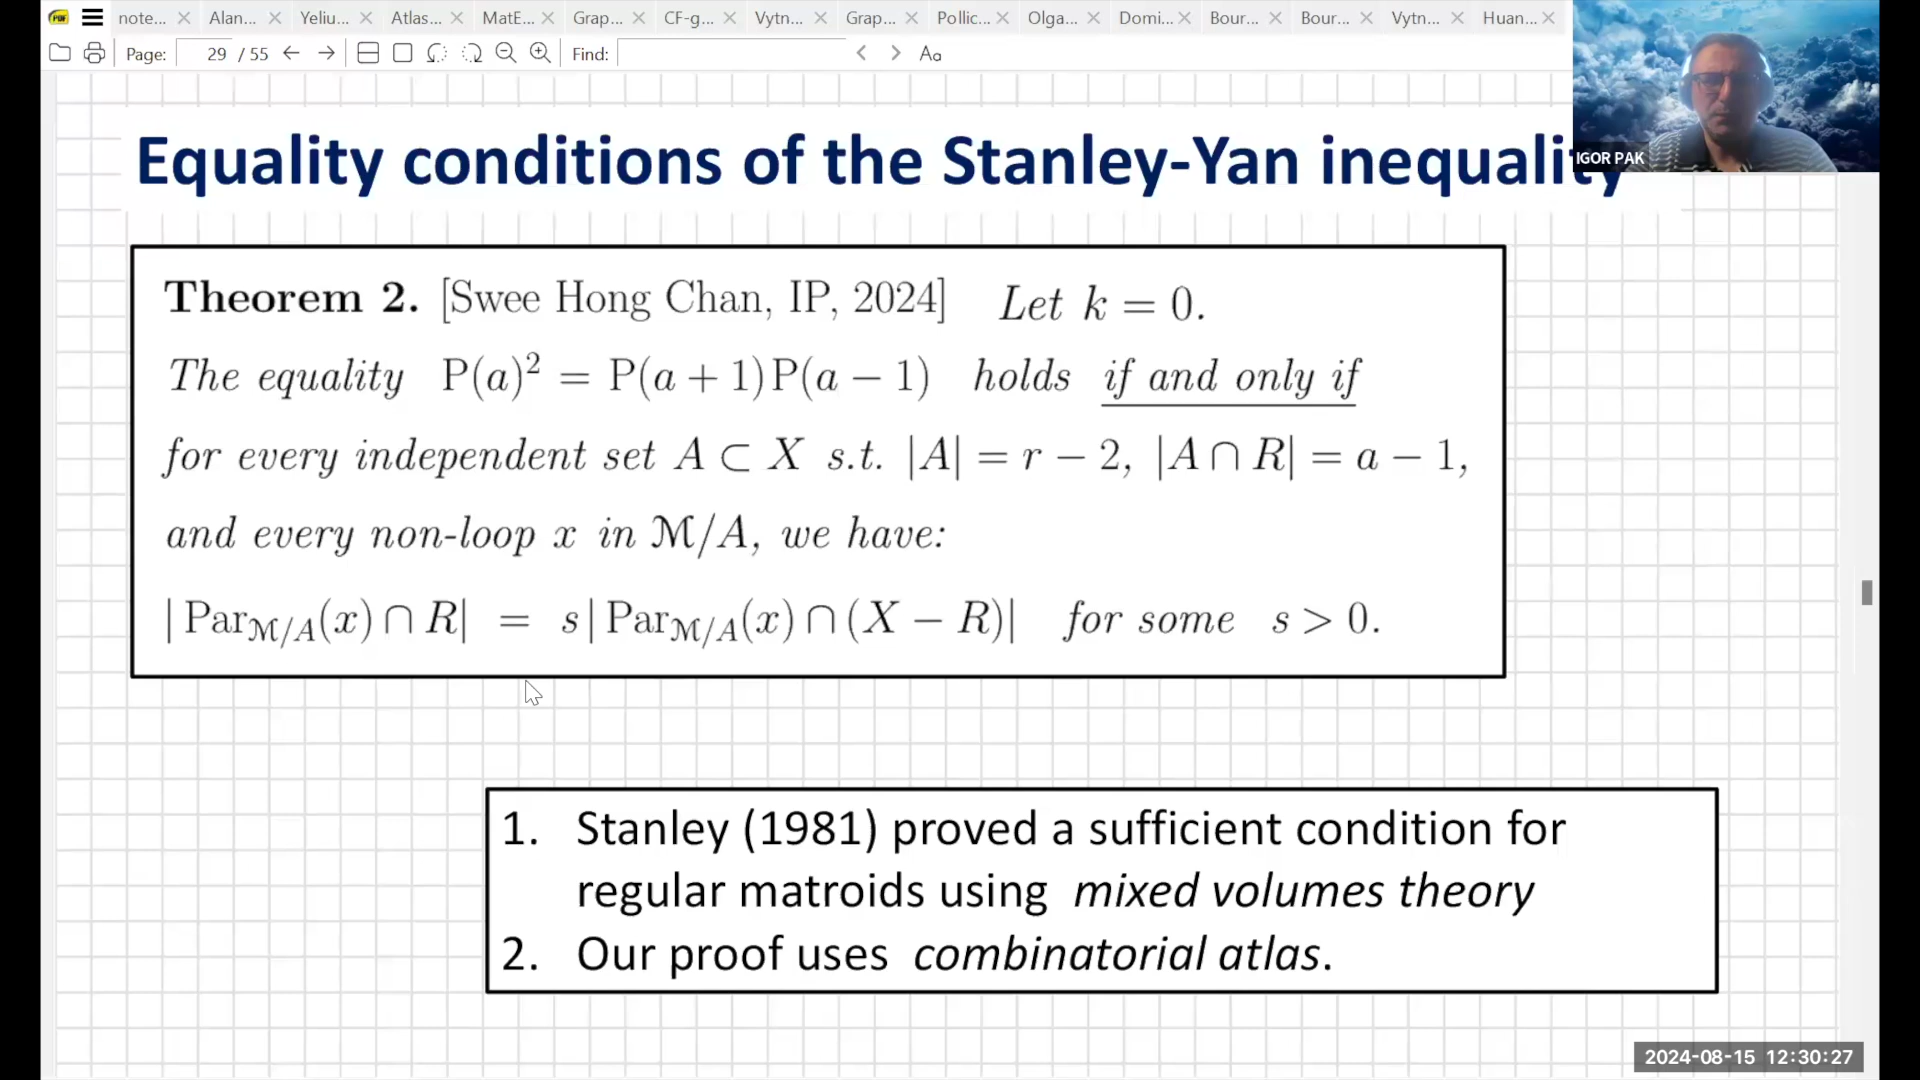 PDF note... Alan... Yeliu... Atlas... MatE... Grap... CF-g... Vytn... Grap... Pollic... Olga... Domi... Bour... Bour... Vytn... Huan...
Page: 29 / 55 Find: Aa
IGOR PAK
Equality conditions of the Stanley-Yan inequality
Theorem 2. [Swee Hong Chan, IP, 2024] Let k = 0.
The equality P(a)² = P(a + 1)P(a − 1) holds if and only if
for every independent set A ⊂ X s.t. |A| = r − 2, |A ∩ R| = a − 1,
and every non-loop x in M/A, we have:
| Par_{M/A}(x) ∩ R| = s| Par_{M/A}(x) ∩ (X − R)| for some s > 0.
1. Stanley (1981) proved a sufficient condition for
regular matroids using mixed volumes theory
2. Our proof uses combinatorial atlas.
2024-08-15 12:30:27